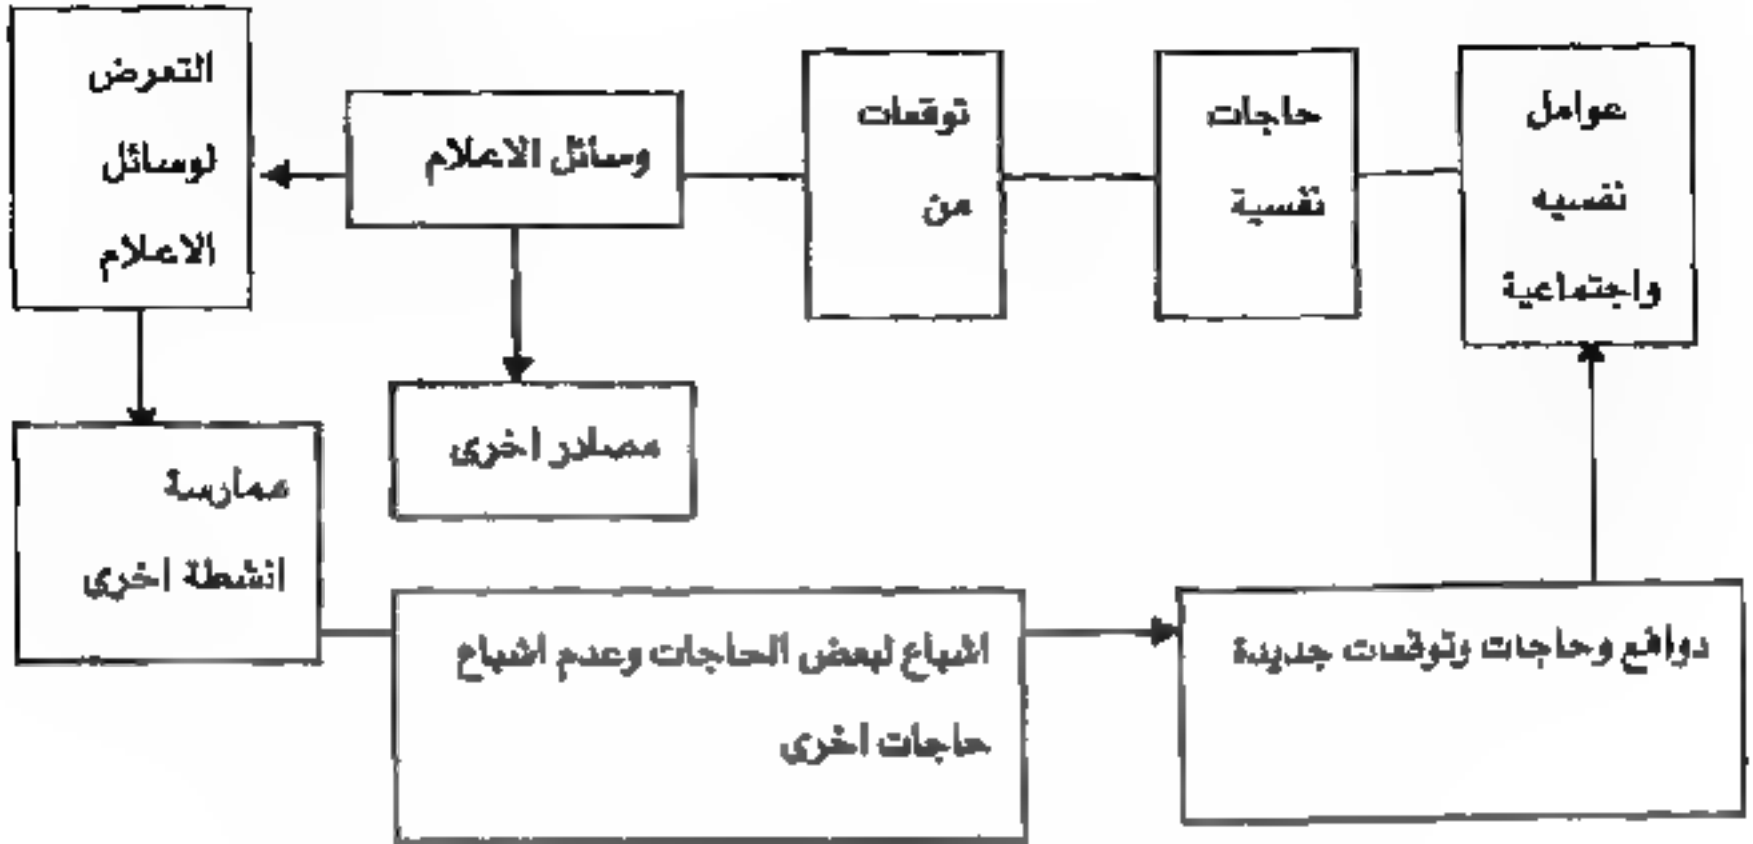 عوامل
نفسيه
واجتماعية
حاجات
نفسية
توقعات
من
وسائل الاعلام
التعرض
لوسائل
الاعلام
مصادر اخرى
ممارسة
انشطة اخرى
اشباع لبعض الحاجات وعدم اشباع
حاجات اخرى
دوافع وحاجات وتوقعات جديدة